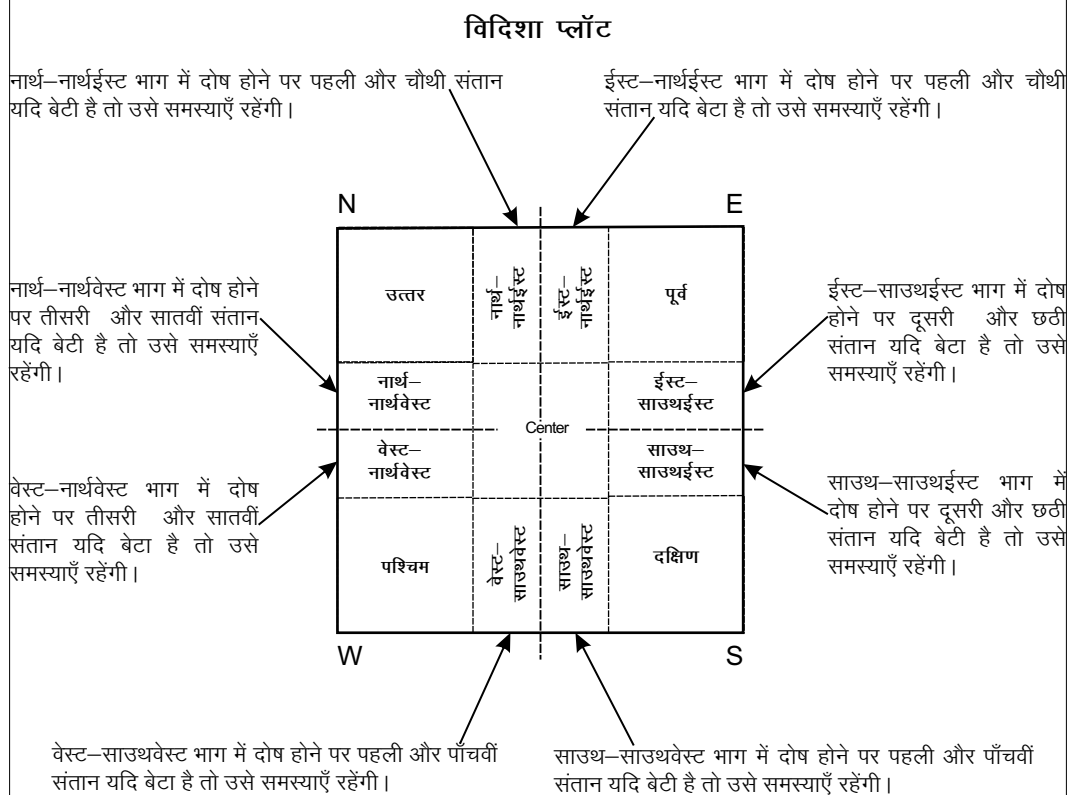 विदिशा प्लॉट
नार्थ–नार्थईस्ट भाग में दोष होने पर पहली और चौथी संतान
यदि बेटी है तो उसे समस्याएँ रहेंगी।
ईस्ट–नार्थईस्ट भाग में दोष होने पर पहली और चौथी
संतान यदि बेटा है तो उसे समस्याएँ रहेंगी।
N
E
उत्तर
नार्थ–
नार्थईस्ट
ईस्ट–
नार्थईस्ट
पूर्व
नार्थ–नार्थवेस्ट भाग में दोष होने
पर तीसरी और सातवीं संतान
यदि बेटी है तो उसे समस्याएँ
रहेंगी।
ईस्ट–साउथईस्ट भाग में दोष
होने पर दूसरी और छठी
संतान यदि बेटा है तो उसे
समस्याएँ रहेंगी।
नार्थ–
नार्थवेस्ट
ईस्ट–
साउथईस्ट
Center
वेस्ट–
नार्थवेस्ट
साउथ–
साउथईस्ट
वेस्ट–नार्थवेस्ट भाग में दोष
होने पर तीसरी और सातवीं
संतान यदि बेटा है तो उसे
समस्याएँ रहेंगी।
साउथ–साउथईस्ट भाग में
दोष होने पर दूसरी और छठी
संतान यदि बेटी है तो उसे
समस्याएँ रहेंगी।
पश्चिम
वेस्ट–
साउथवेस्ट
साउथ–
साउथवेस्ट
दक्षिण
W
S
वेस्ट–साउथवेस्ट भाग में दोष होने पर पहली और पाँचवीं
संतान यदि बेटा है तो उसे समस्याएँ रहेंगी।
साउथ–साउथवेस्ट भाग में दोष होने पर पहली और पाँचवीं
संतान यदि बेटी है तो उसे समस्याएँ रहेंगी।